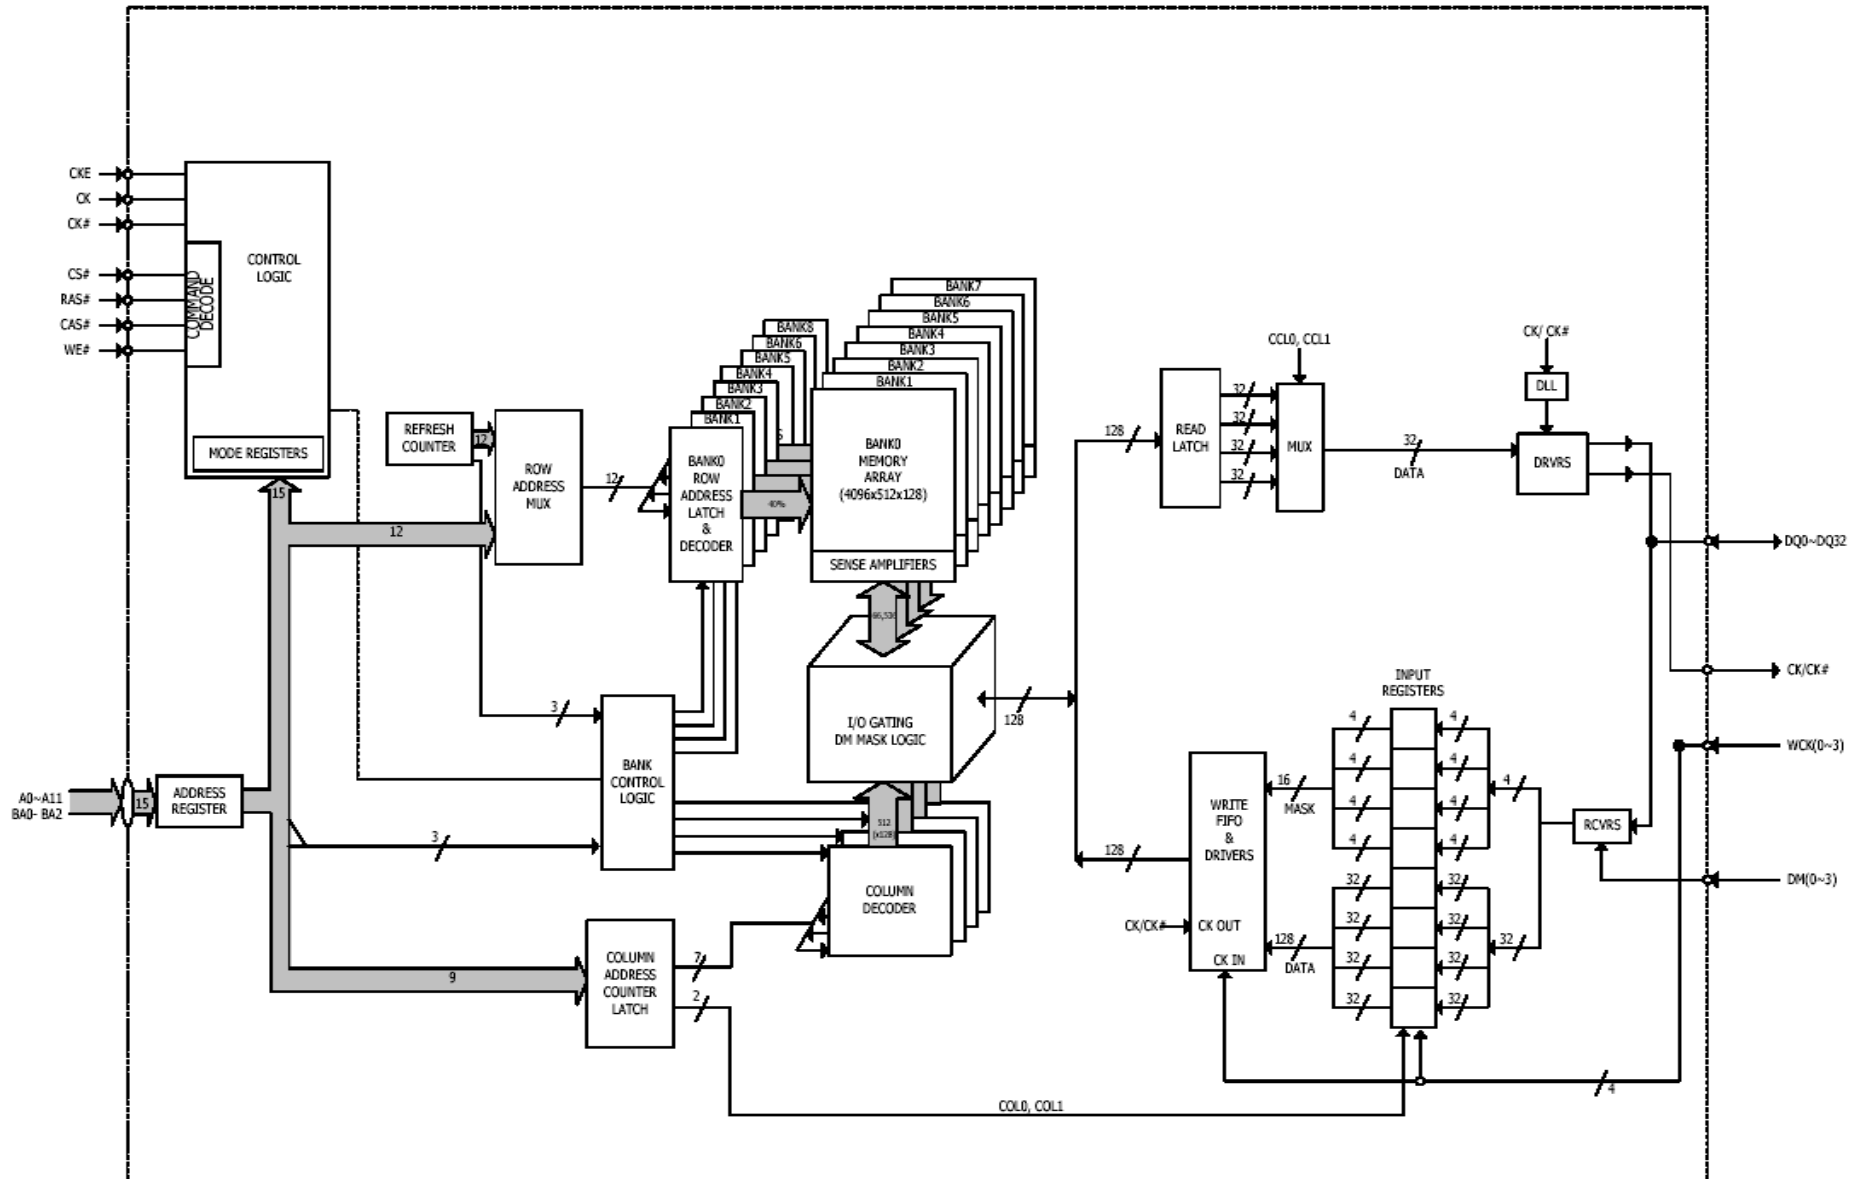 CKE
CK
CK#
CS#
RAS#
CAS#
WE#
COMMAND
DECODE
CONTROL
LOGIC
MODE REGISTERS
15
REFRESH
COUNTER
12
ROW
ADDRESS
MUX
12
12
BANK8
BANK6
BANK5
BANK4
BANK3
BANK2
BANK1
BANK0
ROW
ADDRESS
LATCH
&
DECODER
BANK7
BANK6
BANK5
BANK4
BANK3
BANK2
BANK1
BANK0
MEMORY
ARRAY
(4096x512x128)
SENSE AMPLIFIERS
I/O GATING
DM MASK LOGIC
128
3
BANK
CONTROL
LOGIC
A0~A11
BA0- BA2
15
ADDRESS
REGISTER
3
9
COLUMN
ADDRESS
COUNTER
LATCH
7
2
512
(x128)
COLUMN
DECODER
COL0, COL1
128
READ
LATCH
32
32
32
32
CCL0, CCL1
MUX
32
DATA
CK/ CK#
DLL
DRVRS
DQ0~DQ32
CK/CK#
WCK(0~3)
DM(0~3)
RCVRS
INPUT
REGISTERS
4
4
4
4
4
4
4
4
32
32
32
32
32
32
32
32
4
32
16
MASK
128
DATA
WRITE
FIFO
&
DRIVERS
CK OUT
CK IN
CK/CK#
128
4